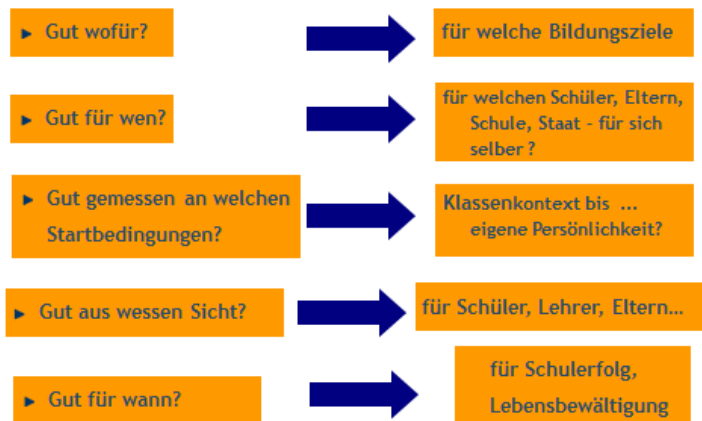 ► Gut wofür?
für welche Bildungsziele
► Gut für wen?
für welchen Schüler, Eltern,
Schule, Staat - für sich
selber ?
► Gut gemessen an welchen
Startbedingungen?
Klassenkontext bis ...
eigene Persönlichkeit?
► Gut aus wessen Sicht?
für Schüler, Lehrer, Eltern...
► Gut für wann?
für Schulerfolg,
Lebensbewältigung